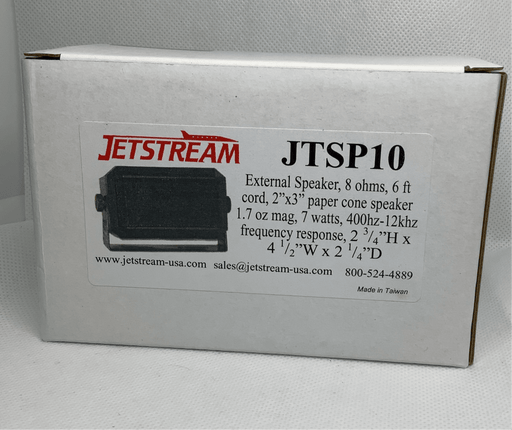 JETSTREAM
JTSP10
External Speaker, 8 ohms, 6 ft
cord, 2"x3" paper cone speaker
1.7 oz mag, 7 watts, 400hz-12khz
frequency response, 2 3/4"H x
4 1/2"W x 2 1/4"D
www.jetstream-usa.com sales@jetstream-usa.com 800-524-4889
Made in Taiwan